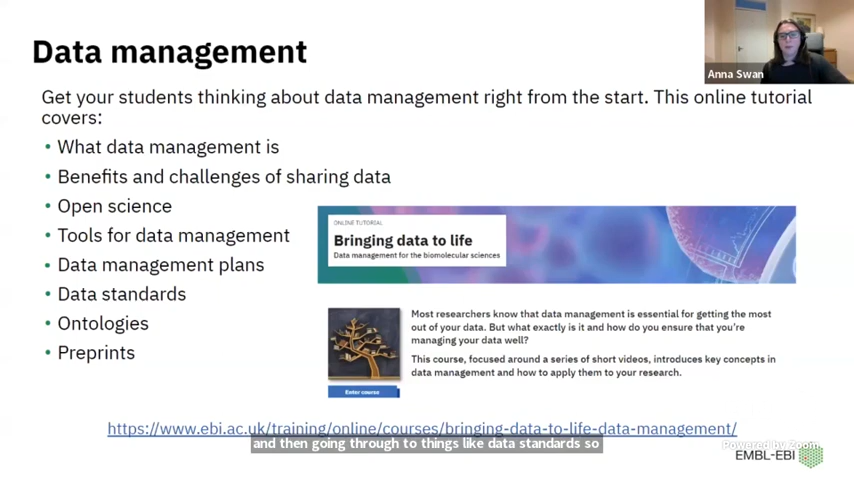 Data management
Anna Swan
Get your students thinking about data management right from the start. This online tutorial
covers:
• What data management is
• Benefits and challenges of sharing data
• Open science
• Tools for data management
• Data management plans
• Data standards
• Ontologies
• Preprints
ONLINE TUTORIAL
Bringing data to life
Data management for the biomolecular sciences
Most researchers know that data management is essential for getting the most
out of your data. But what exactly is it and how do you ensure that you're
managing your data well?
This course, focused around a series of short videos, introduces key concepts in
data management and how to apply them to your research.
Enter course
https://www.ebi.ac.uk/training/online/courses/bringing-data-to-life-data-management/
and then going through to things like data standards so
Powered by Zoom
EMBL-EBI